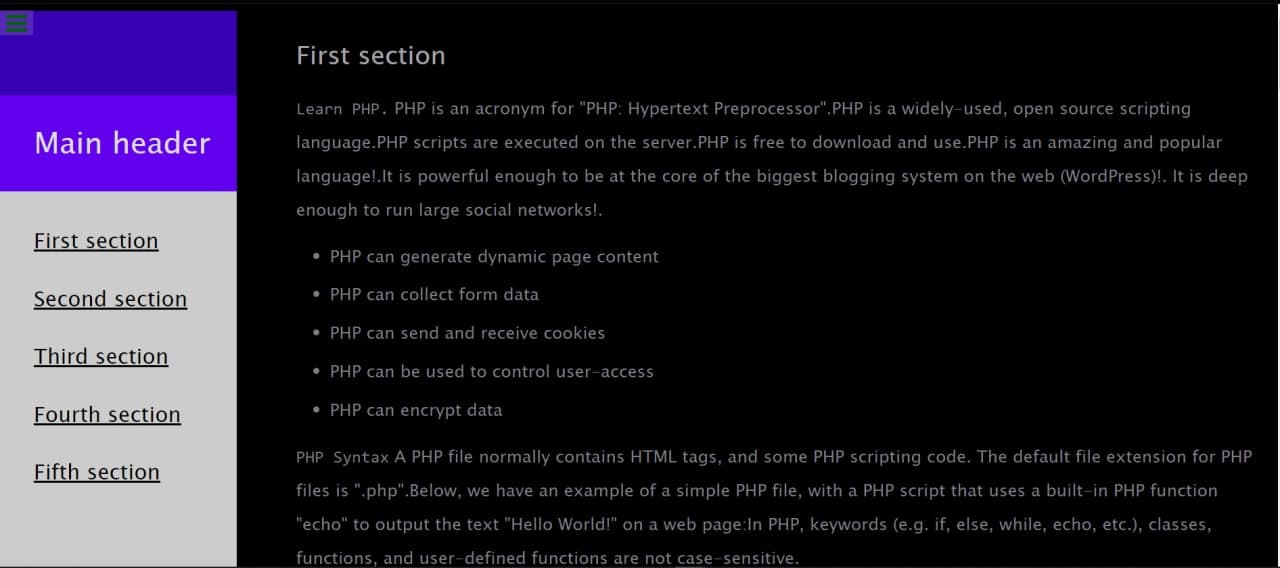 Main header
First section
Second section
Third section
Fourth section
Fifth section
First section
Learn PHP. PHP is an acronym for "PHP: Hypertext Preprocessor".PHP is a widely-used, open source scripting
language.PHP scripts are executed on the server.PHP is free to download and use.PHP is an amazing and popular
language!.It is powerful enough to be at the core of the biggest blogging system on the web (WordPress)!. It is deep
enough to run large social networks!.
• PHP can generate dynamic page content
• PHP can collect form data
• PHP can send and receive cookies
• PHP can be used to control user-access
• PHP can encrypt data
PHP Syntax A PHP file normally contains HTML tags, and some PHP scripting code. The default file extension for PHP
files is ".php".Below, we have an example of a simple PHP file, with a PHP script that uses a built-in PHP function
"echo" to output the text "Hello World!" on a web page:In PHP, keywords (e.g. if, else, while, echo, etc.), classes,
functions, and user-defined functions are not case-sensitive.